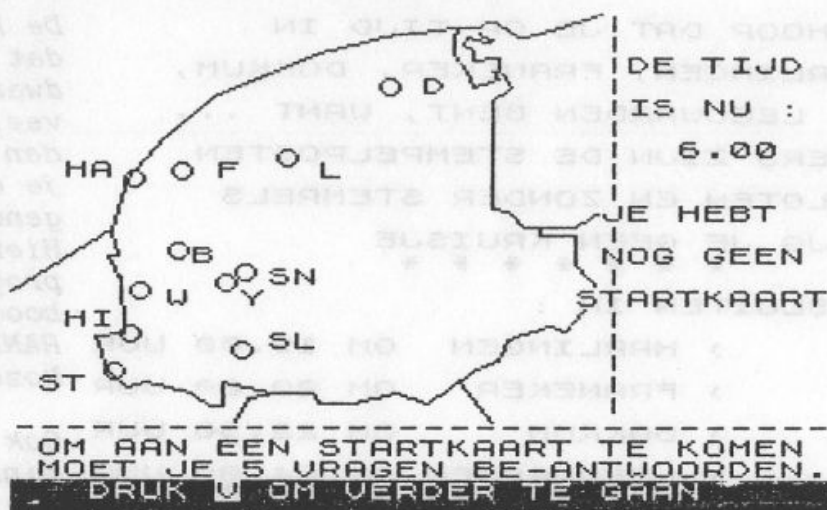 DE TIJD
IS NU :
6.00
JE HEBT
NOG GEEN
STARTKAART
D
HA
F
L
B
SN
W
Y
HI
SL
ST
OM AAN EEN STARTKAART TE KOMEN
MOET JE 5 VRAGEN BE-ANTWOORDEN.
DRUK V OM VERDER TE GAAN